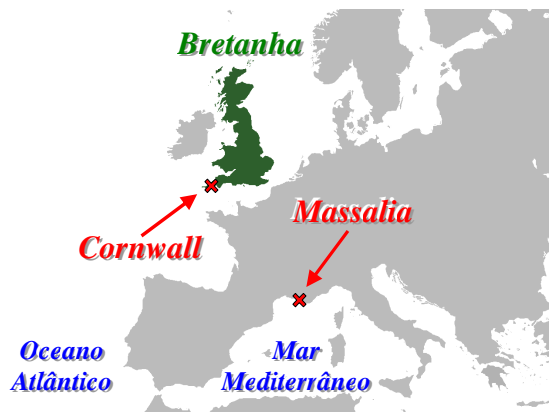 Bretanha
Massalia
Cornwall
Oceano
Atlântico
Mar
Mediterrâneo